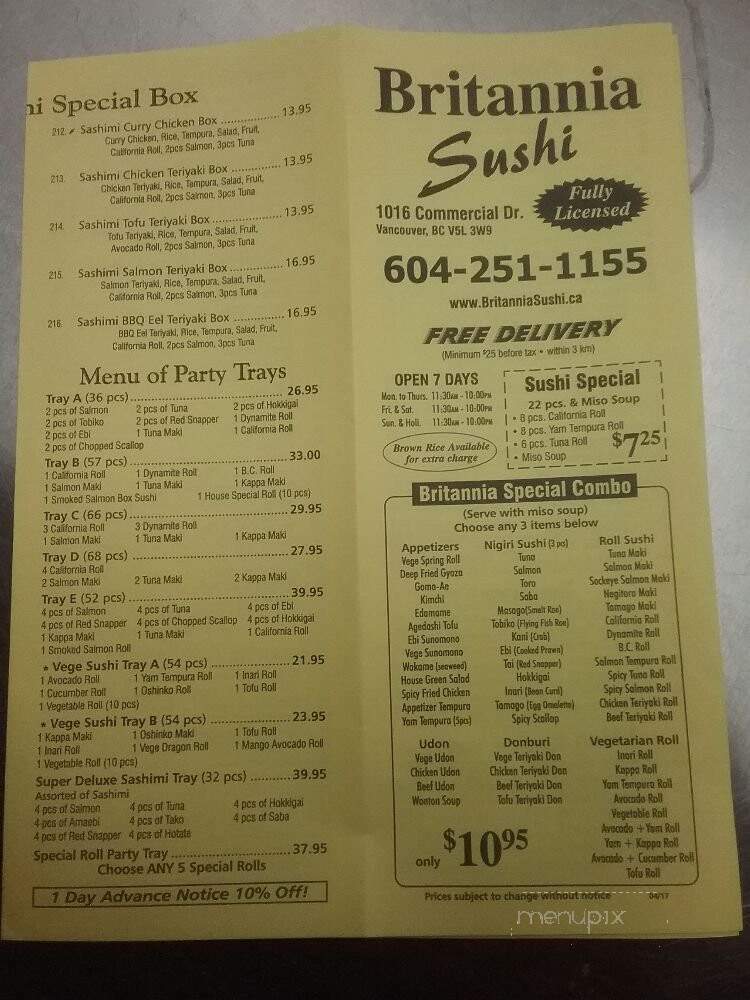 ni Special Box
212. Sashimi Curry Chicken Box ................ 13.95
Curry Chicken, Rice, Tempura, Salad, Fruit,
California Roll, 2pcs Salmon, 3pcs Tuna
213. Sashimi Chicken Teriyaki Box ............ 13.95
Chicken Teriyaki, Rice, Tempura, Salad, Fruit,
California Roll, 2pcs Salmon, 3pcs Tuna
214. Sashimi Tofu Teriyaki Box .................. 13.95
Tofu Teriyaki, Rice, Tempura, Salad, Fruit,
Avocado Roll, 2pcs Salmon, 3pcs Tuna
215. Sashimi Salmon Teriyaki Box .............. 16.95
Salmon Teriyaki, Rice, Tempura, Salad, Fruit,
California Roll, 2pcs Salmon, 3pcs Tuna
216. Sashimi BBQ Eel Teriyaki Box ............. 16.95
BBQ Eel Teriyaki, Rice, Tempura, Salad, Fruit,
California Roll, 2pcs Salmon, 3pcs Tuna
Menu of Party Trays
Tray A (36 pcs) ................................ 26.95
2 pcs of Salmon 2 pcs of Tuna 2 pcs of Hokkigai
2 pcs of Tobiko 2 pcs of Red Snapper 1 Dynamite Roll
2 pcs of Ebi 1 Tuna Maki 1 California Roll
2 pcs of Chopped Scallop
Tray B (57 pcs) ................................ 33.00
1 California Roll 1 Dynamite Roll 1 B.C. Roll
1 Salmon Maki 1 Tuna Maki 1 Kappa Maki
1 Smoked Salmon Box Sushi 1 House Special Roll (10 pcs)
Tray C (66 pcs) ................................ 29.95
3 California Roll 3 Dynamite Roll
1 Salmon Maki 1 Tuna Maki 1 Kappa Maki
Tray D (68 pcs) ................................ 27.95
4 California Roll
2 Salmon Maki 2 Tuna Maki 2 Kappa Maki
Tray E (52 pcs) ................................ 39.95
4 pcs of Salmon 4 pcs of Tuna 4 pcs of Ebi
4 pcs of Red Snapper 4 pcs of Chopped Scallop 4 pcs of Hokkigai
1 Kappa Maki 1 Tuna Maki 1 California Roll
1 Smoked Salmon Roll
* Vege Sushi Tray A (54 pcs) ................ 21.95
1 Avocado Roll 1 Yam Tempura Roll 1 Inari Roll
1 Cucumber Roll 1 Oshinko Roll 1 Tofu Roll
1 Vegetable Roll (10 pcs)
* Vege Sushi Tray B (54 pcs) ................ 23.95
1 Kappa Maki 1 Oshinko Maki 1 Tofu Roll
1 Inari Roll 1 Vege Dragon Roll 1 Mango Avocado Roll
1 Vegetable Roll (10 pcs)
Super Deluxe Sashimi Tray (32 pcs) .......... 39.95
Assorted of Sashimi
4 pcs of Salmon 4 pcs of Tuna 4 pcs of Hokkigai
4 pcs of Amaebi 4 pcs of Tako 4 pcs of Saba
4 pcs of Red Snapper 4 pcs of Hotate
Special Roll Party Tray ........................ 37.95
Choose ANY 5 Special Rolls
1 Day Advance Notice 10% Off!
Britannia
Sushi
Fully
Licensed
1016 Commercial Dr.
Vancouver, BC V5L 3W9
604-251-1155
www.BritanniaSushi.ca
FREE DELIVERY
(Minimum $25 before tax • within 3 km)
OPEN 7 DAYS
Mon. to Thurs. 11:30AM - 10:00PM
Fri. & Sat. 11:30AM - 10:00PM
Sun. & Holi. 11:30AM - 10:00PM
Brown Rice Available
for extra charge
Sushi Special
22 pcs. & Miso Soup
• 8 pcs. California Roll
• 8 pcs. Yam Tempura Roll
• 6 pcs. Tuna Roll
• Miso Soup
$7.25
Britannia Special Combo
(Serve with miso soup)
Choose any 3 items below
Appetizers
Vege Spring Roll
Deep Fried Gyoza
Goma-Ae
Kimchi
Edamame
Agedashi Tofu
Ebi Sunomono
Vege Sunomono
Wakame (seaweed)
House Green Salad
Spicy Fried Chicken
Appetizer Tempura
Yam Tempura (5pcs)
Nigiri Sushi (3 pcs)
Tuna
Salmon
Toro
Saba
Masago (Smelt Roe)
Tobiko (Flying Fish Roe)
Kani (Crab)
Ebi (Cooked Prawn)
Tai (Red Snapper)
Hokkigai
Inari (Bean Curd)
Tamago (Egg Omelette)
Spicy Scallop
Roll Sushi
Tuna Maki
Salmon Maki
Sockeye Salmon Maki
Negitoro Maki
Tamago Maki
California Roll
Dynamite Roll
B.C. Roll
Salmon Tempura Roll
Spicy Tuna Roll
Spicy Salmon Roll
Chicken Teriyaki Roll
Beef Teriyaki Roll
Udon
Vege Udon
Chicken Udon
Beef Udon
Wonton Soup
Donburi
Vege Teriyaki Don
Chicken Teriyaki Don
Beef Teriyaki Don
Tofu Teriyaki Don
Vegetarian Roll
Inari Roll
Kappa Roll
Yam Tempura Roll
Avocado Roll
Vegetable Roll
Avocado + Yam Roll
Yam + Kappa Roll
Avocado + Cucumber Roll
Tofu Roll
only $10.95
Prices subject to change without notice 04/17
menupix